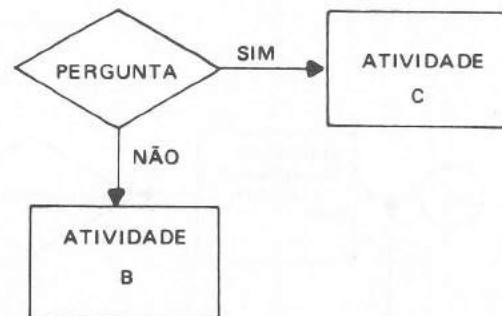 PERGUNTA
SIM
ATIVIDADE
C
NÃO
ATIVIDADE
B